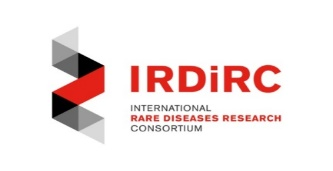 IRDiRC
INTERNATIONAL
RARE DISEASES RESEARCH
CONSORTIUM